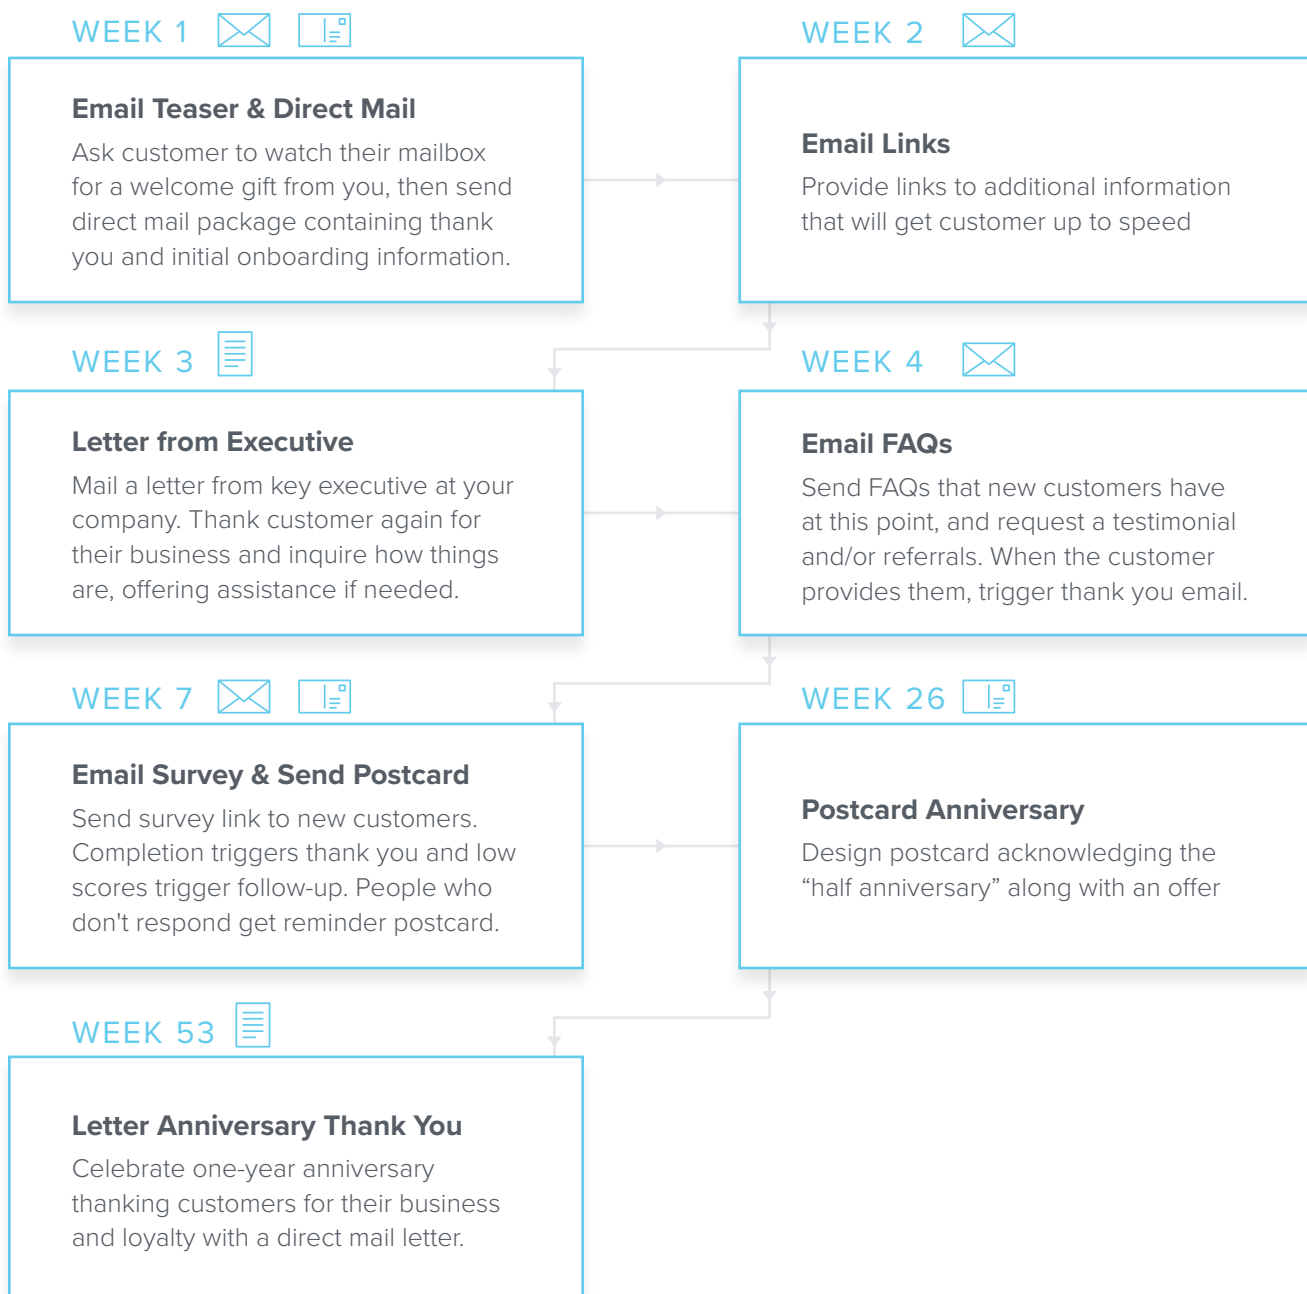 WEEK 1
Email Teaser & Direct Mail
Ask customer to watch their mailbox
for a welcome gift from you, then send
direct mail package containing thank
you and initial onboarding information.
WEEK 2
Email Links
Provide links to additional information
that will get customer up to speed
WEEK 3
Letter from Executive
Mail a letter from key executive at your
company. Thank customer again for
their business and inquire how things
are, offering assistance if needed.
WEEK 4
Email FAQs
Send FAQs that new customers have
at this point, and request a testimonial
and/or referrals. When the customer
provides them, trigger thank you email.
WEEK 7
Email Survey & Send Postcard
Send survey link to new customers.
Completion triggers thank you and low
scores trigger follow-up. People who
don't respond get reminder postcard.
WEEK 26
Postcard Anniversary
Design postcard acknowledging the
“half anniversary” along with an offer
WEEK 53
Letter Anniversary Thank You
Celebrate one-year anniversary
thanking customers for their business
and loyalty with a direct mail letter.